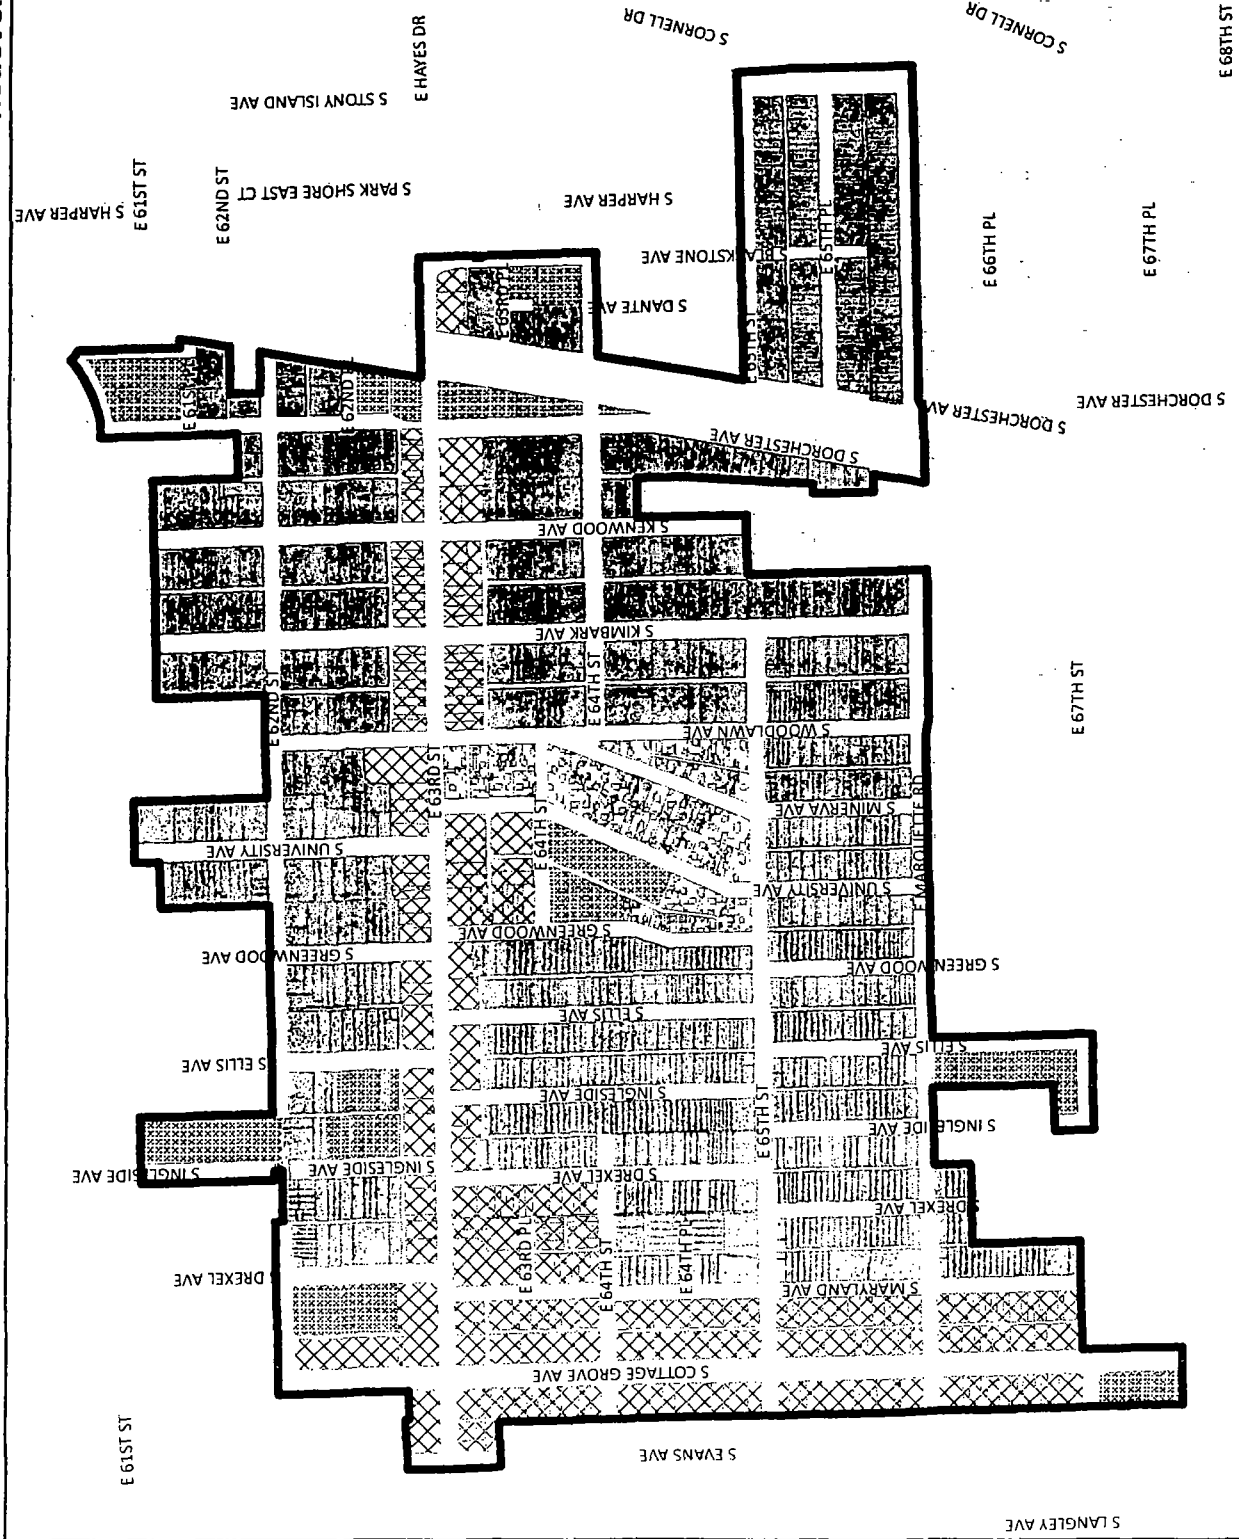 S CORNELL DR
S CORNELL DR
E 68TH ST
E HAYES DR
S STONY ISLAND AVE
E 61ST ST
E 62ND ST
S PARK SHORE EAST CT
S HARPER AVE
S HARPER AVE
E 65TH PL
E 66TH PL
E 67TH PL
S BLACKSTONE AVE
E 63RD PL
S DANTE AVE
E 65TH ST
E 61ST
E 62ND
S DORCHESTER AVE
S DORCHESTER AVE
S DORCHESTER AVE
S DORCHESTER AVE
S KENWOOD AVE
S KIMBARK AVE
E 62ND ST
E 64TH ST
E 67TH ST
S WOODLAWN AVE
E 63RD ST
S MINERVA AVE
E MARQUETTE RD
S UNIVERSITY AVE
E 64TH ST
S UNIVERSITY AVE
S GREENWOOD AVE
S GREENWOOD AVE
S GREENWOOD AVE
S ELLIS AVE
S ELLIS AVE
S ELLIS AVE
S INGLESIDE AVE
E 65TH ST
S INGLESIDE AVE
S INGLESIDE AVE
S INGLESIDE AVE
S DREXEL AVE
S DREXEL AVE
S DREXEL AVE
E 63RD PL
E 64TH ST
E 64TH PL
S MARYLAND AVE
S COTTAGE GROVE AVE
E 61ST ST
S EVANS AVE
S LANGLEY AVE